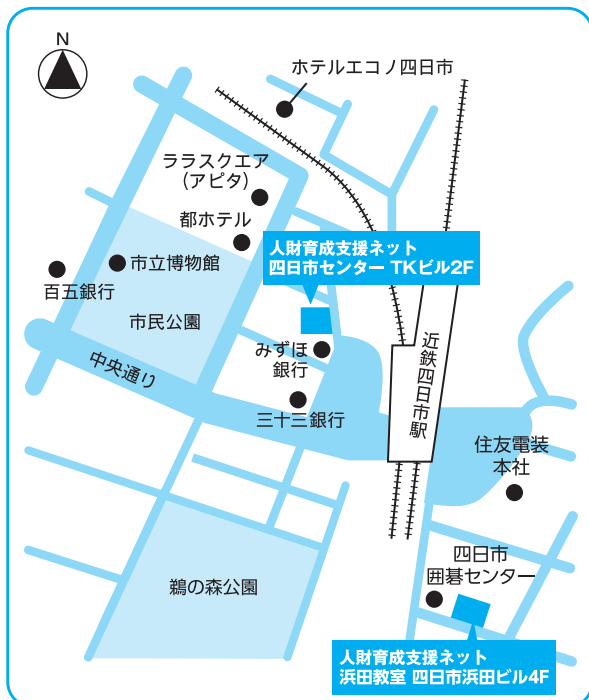 N
ホテルエコノ四日市
ララスクエア
(アピタ)
都ホテル
人財育成支援ネット
四日市センター TKビル2F
市立博物館
百五銀行
市民公園
みずほ
銀行
近鉄四日市駅
中央通り
三十三銀行
住友電装
本社
四日市
囲碁センター
鵜の森公園
人財育成支援ネット
浜田教室 四日市浜田ビル4F